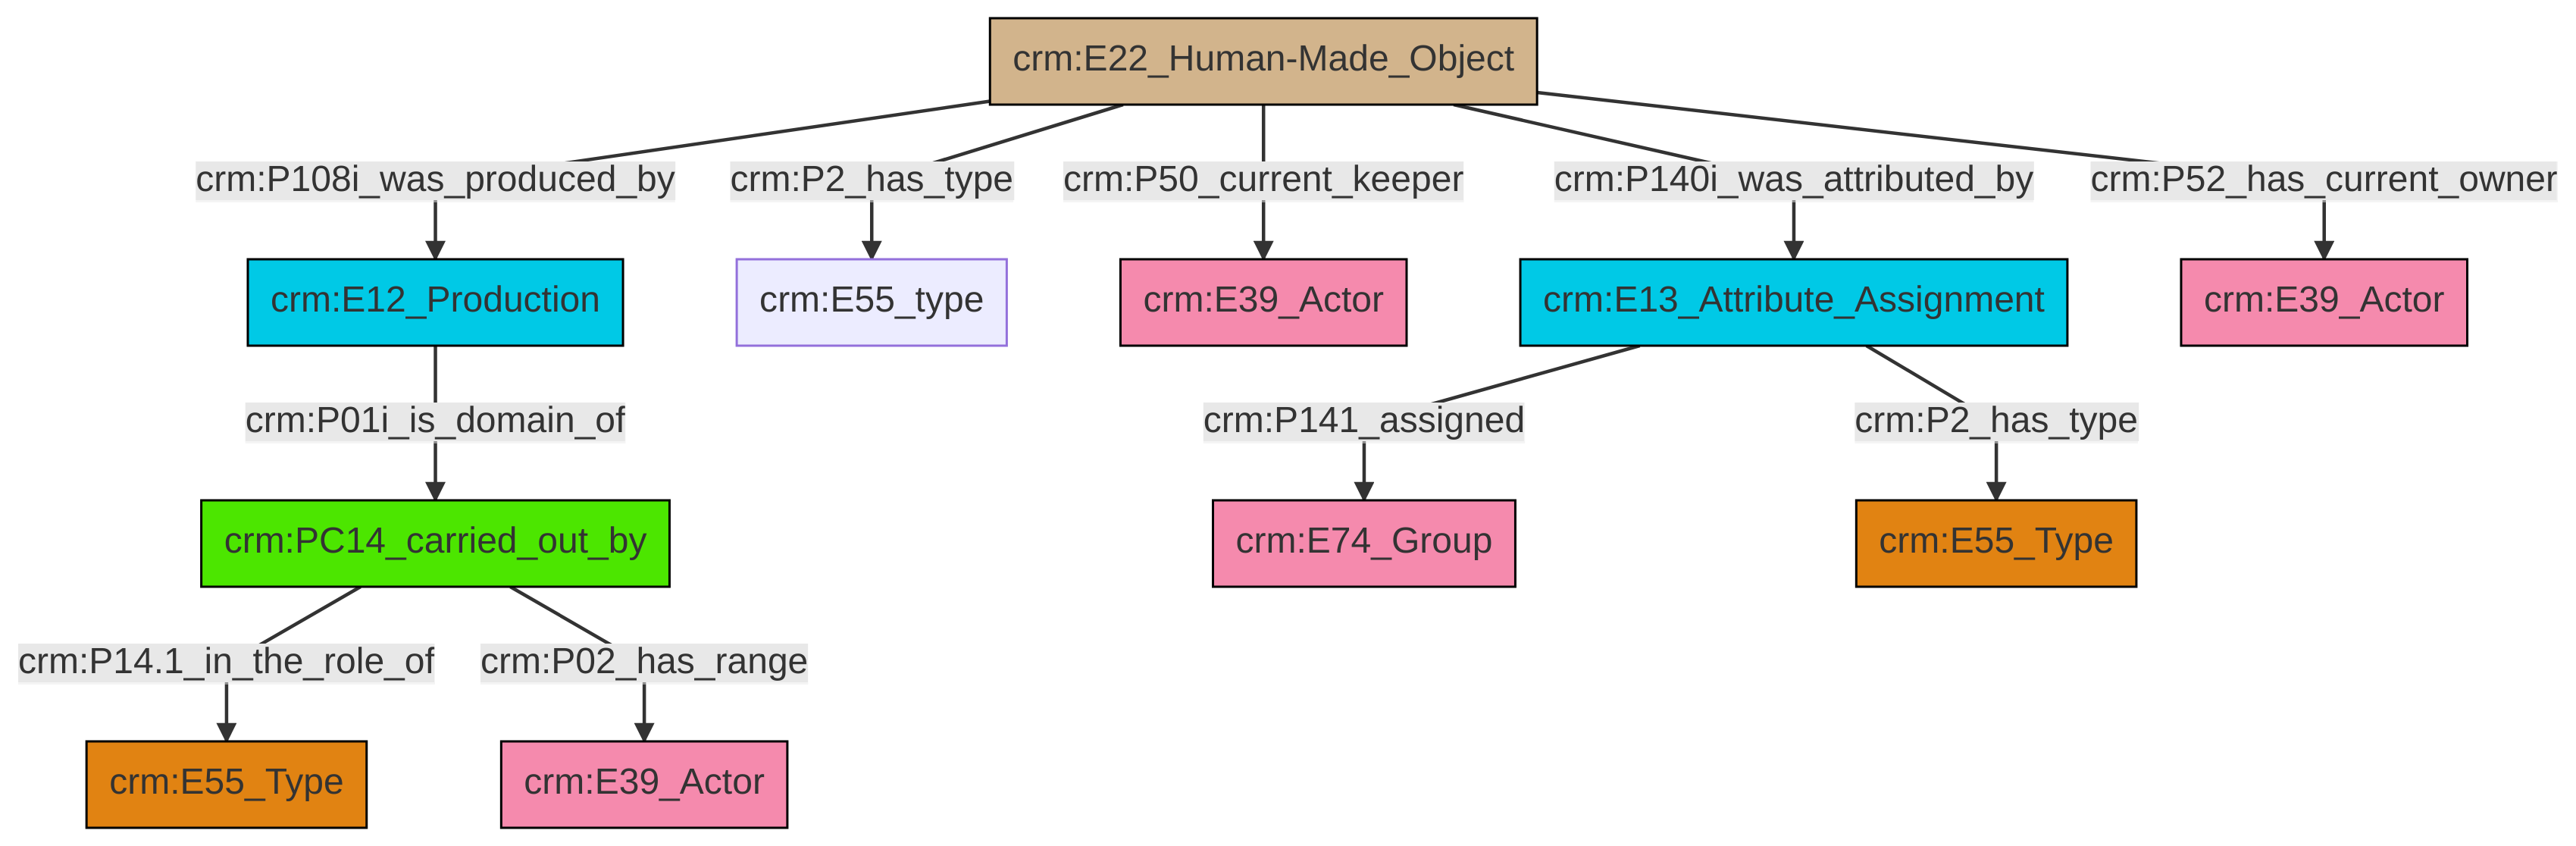 crm:E22_Human-Made_Object
crm:P108i_was_produced_by
crm:P2_has_type
crm:P50_current_keeper
crm:P140i_was_attributed_by
crm:P52_has_current_owner
crm:E12_Production
crm:E55_type
crm:E39_Actor
crm:E13_Attribute_Assignment
crm:E39_Actor
crm:P01i_is_domain_of
crm:P141_assigned
crm:P2_has_type
crm:PC14_carried_out_by
crm:E74_Group
crm:E55_Type
crm:P14.1_in_the_role_of
crm:P02_has_range
crm:E55_Type
crm:E39_Actor